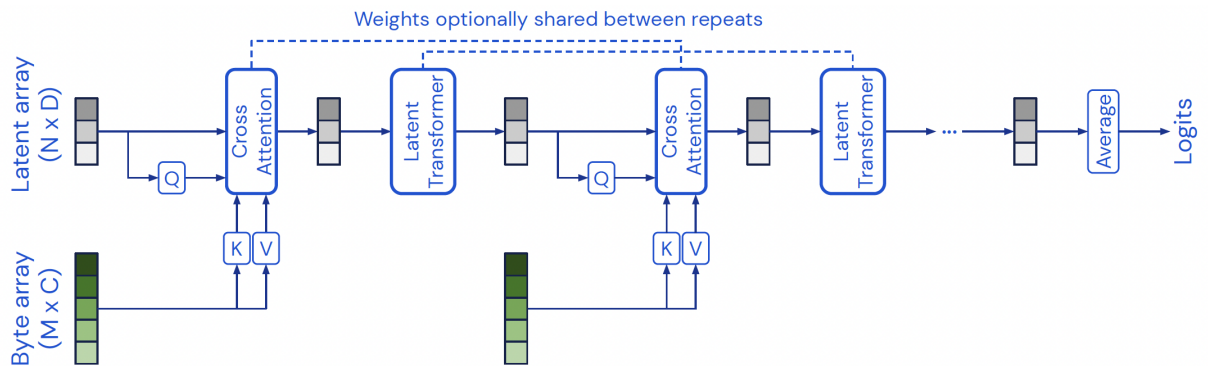 Weights optionally shared between repeats
Latent array
(N x D)
Cross
Attention
Latent
Transformer
Cross
Attention
Latent
Transformer
...
Average
Logits
Q
Q
K
V
K
V
Byte array
(M x C)